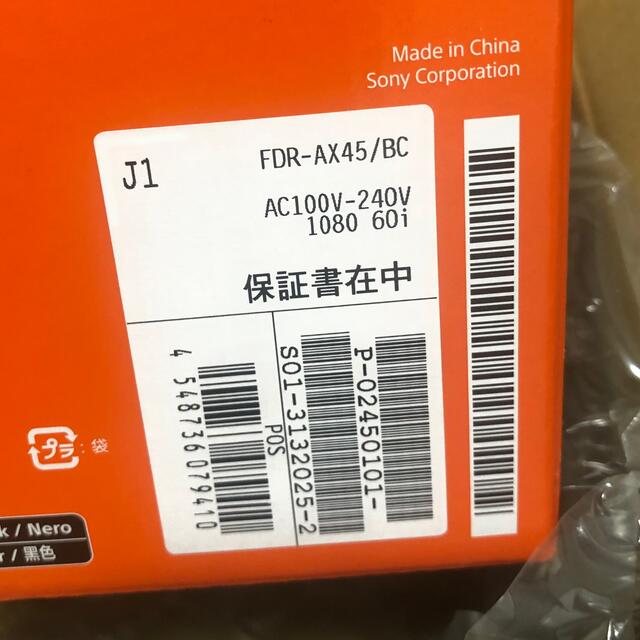 Made in China
Sony Corporation
J1
FDR-AX45/BC
AC100V-240V
1080 60i
保証書在中
4 548736 079410
POS
S01-3132025-2
P-02450101-
プラ : 袋
k / Nero
r / 黒色